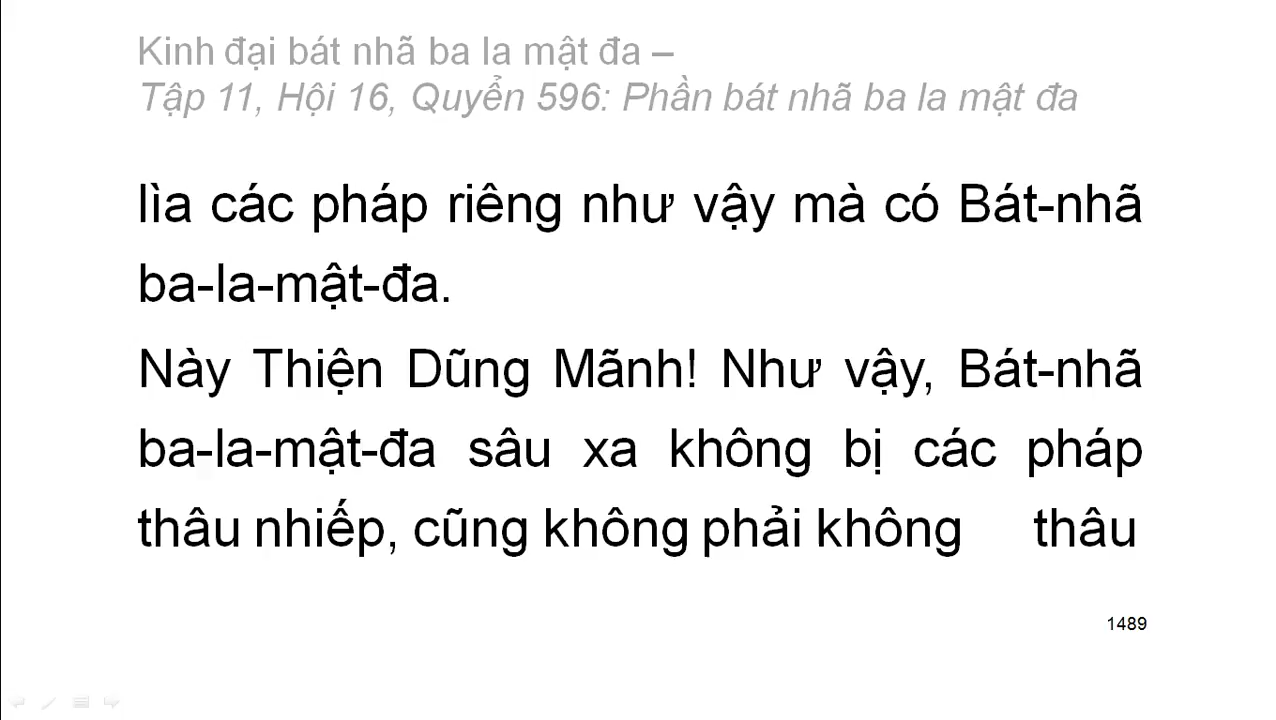 Kinh đại bát nhã ba la mật đa –
Tập 11, Hội 16, Quyển 596: Phần bát nhã ba la mật đa
lìa các pháp riêng như vậy mà có Bát-nhã
ba-la-mật-đa.
Này Thiện Dũng Mãnh! Như vậy, Bát-nhã
ba-la-mật-đa sâu xa không bị các pháp
thâu nhiếp, cũng không phải không thâu
1489